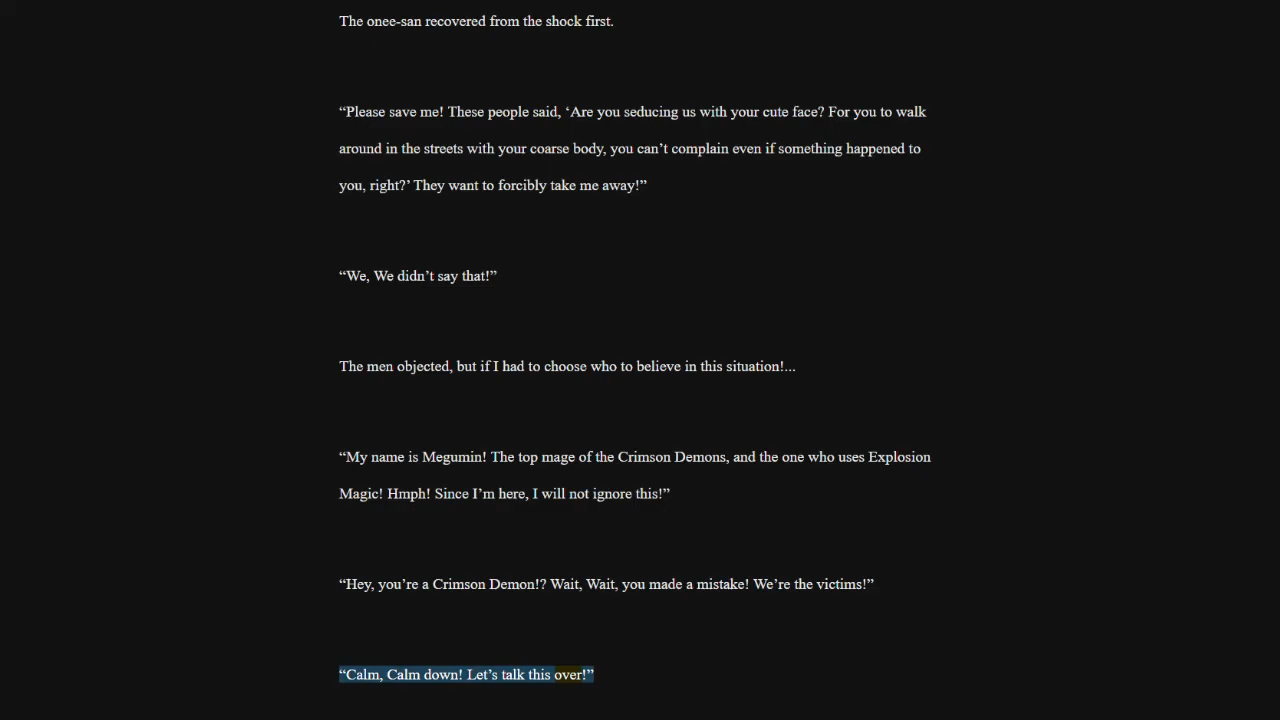 The onee-san recovered from the shock first.
“Please save me! These people said, ‘Are you seducing us with your cute face? For you to walk
around in the streets with your coarse body, you can’t complain even if something happened to
you, right?’ They want to forcibly take me away!”
“We, We didn’t say that!”
The men objected, but if I had to choose who to believe in this situation!...
“My name is Megumin! The top mage of the Crimson Demons, and the one who uses Explosion
Magic! Hmph! Since I’m here, I will not ignore this!”
“Hey, you’re a Crimson Demon!? Wait, Wait, you made a mistake! We’re the victims!”
“Calm, Calm down! Let’s talk this over!”